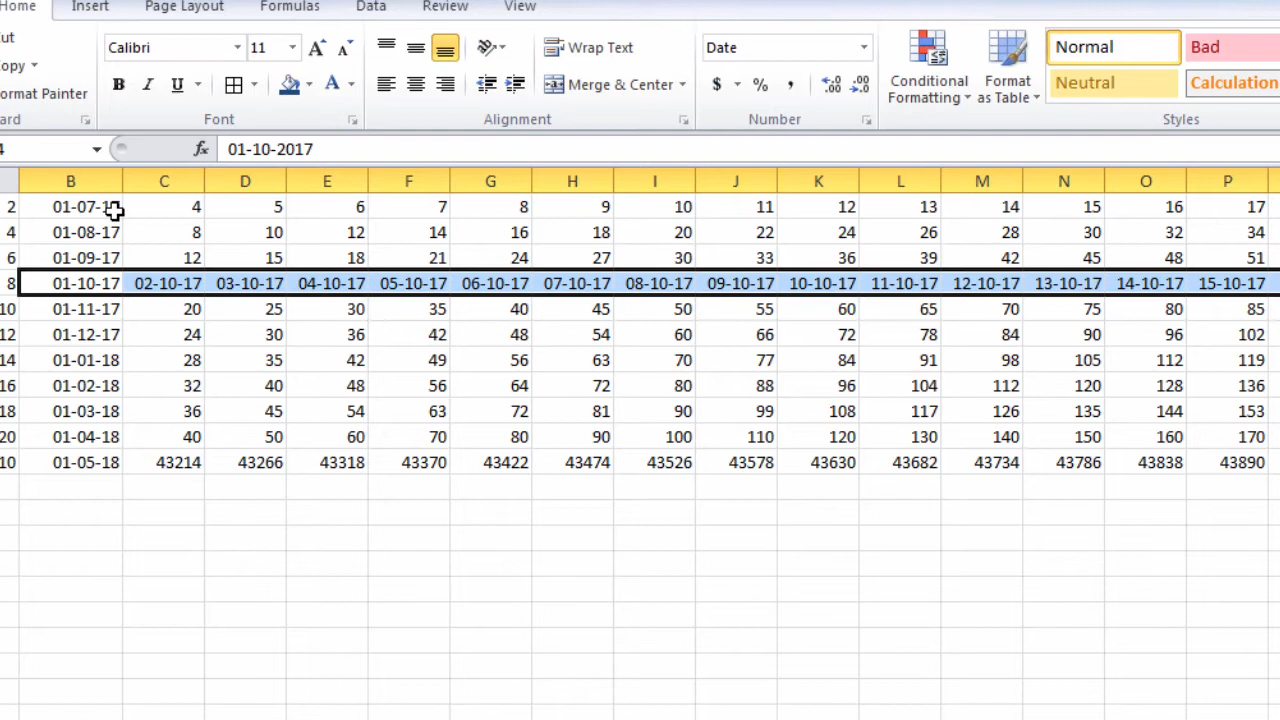 Home Insert Page Layout Formulas Data Review View
ut Calibri 11 A A Wrap Text Date Normal Bad
opy
ormat Painter B I U A Merge & Center $ % , .00 .00 Conditional Formatting Format as Table Neutral Calculation
ard Font Alignment Number Styles
4 fx 01-10-2017
B C D E F G H I J K L M N O P
2 01-07-17 4 5 6 7 8 9 10 11 12 13 14 15 16 17
4 01-08-17 8 10 12 14 16 18 20 22 24 26 28 30 32 34
6 01-09-17 12 15 18 21 24 27 30 33 36 39 42 45 48 51
8 01-10-17 02-10-17 03-10-17 04-10-17 05-10-17 06-10-17 07-10-17 08-10-17 09-10-17 10-10-17 11-10-17 12-10-17 13-10-17 14-10-17 15-10-17
10 01-11-17 20 25 30 35 40 45 50 55 60 65 70 75 80 85
12 01-12-17 24 30 36 42 48 54 60 66 72 78 84 90 96 102
14 01-01-18 28 35 42 49 56 63 70 77 84 91 98 105 112 119
16 01-02-18 32 40 48 56 64 72 80 88 96 104 112 120 128 136
18 01-03-18 36 45 54 63 72 81 90 99 108 117 126 135 144 153
20 01-04-18 40 50 60 70 80 90 100 110 120 130 140 150 160 170
10 01-05-18 43214 43266 43318 43370 43422 43474 43526 43578 43630 43682 43734 43786 43838 43890